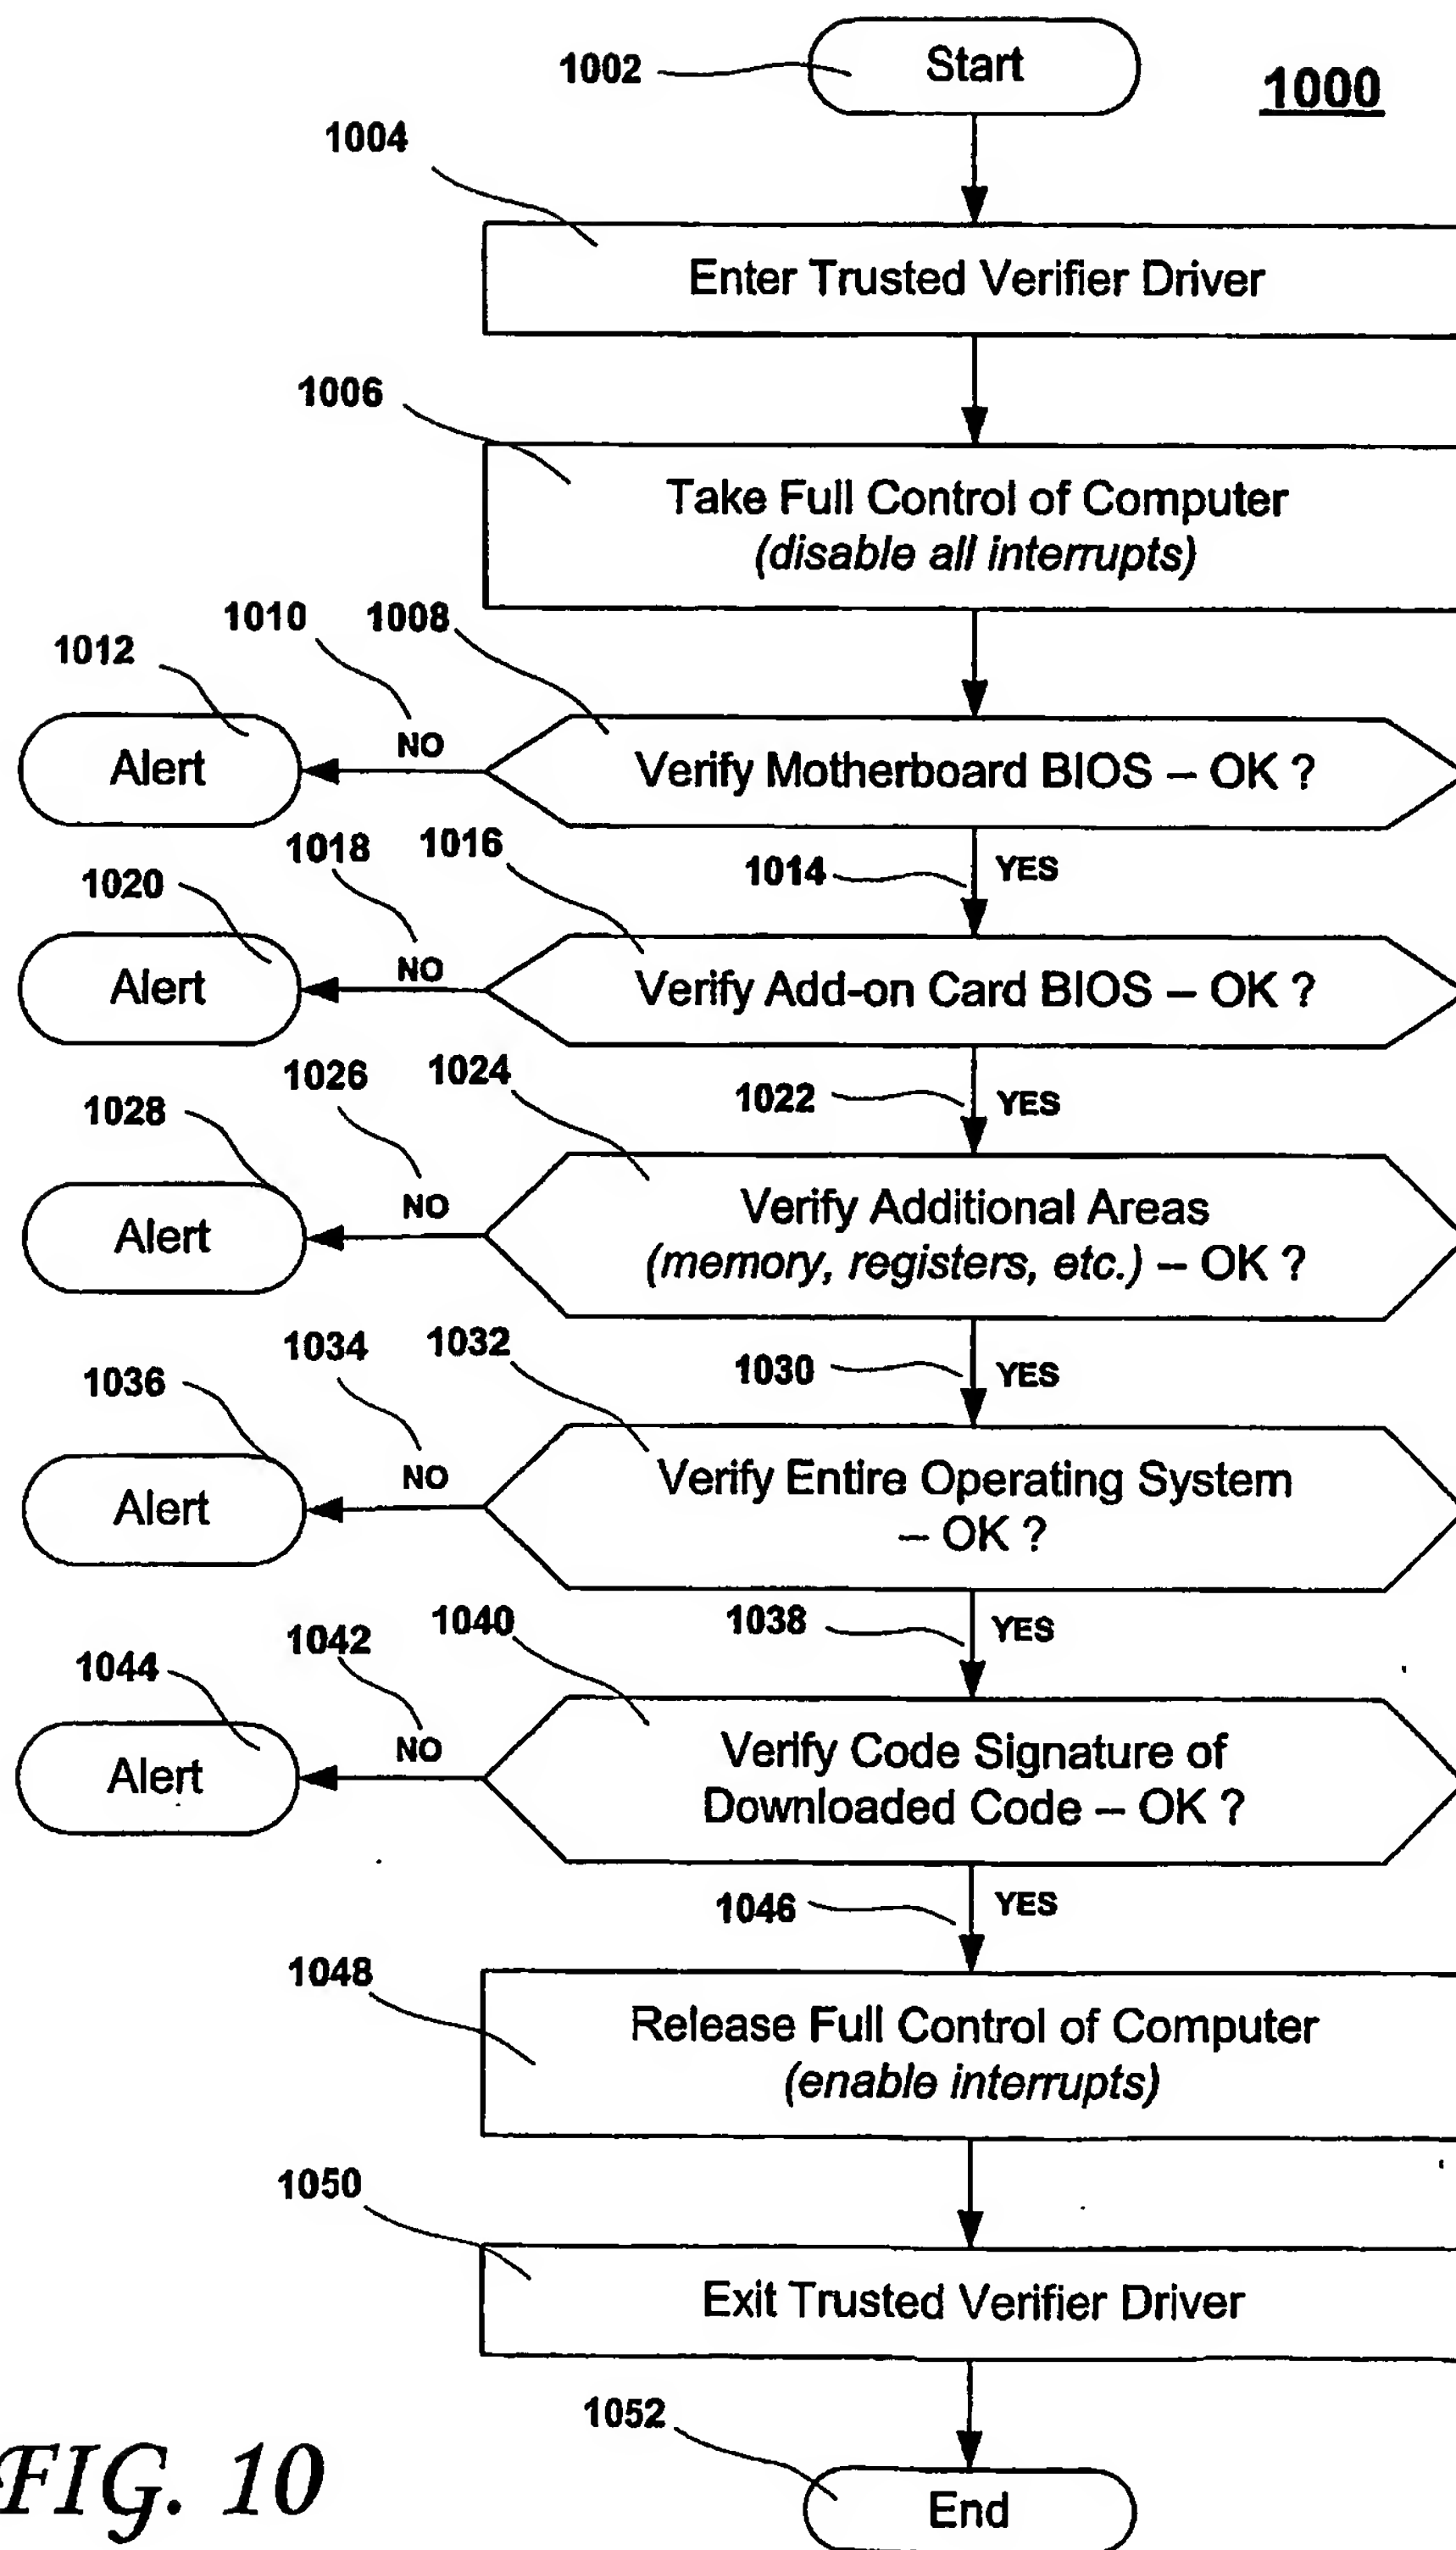 1002
Start
1000
1004
Enter Trusted Verifier Driver
1006
Take Full Control of Computer
(disable all interrupts)
1010
1008
1012
NO
Alert
Verify Motherboard BIOS – OK ?
1018
1016
1014
YES
1020
NO
Alert
Verify Add-on Card BIOS – OK ?
1026
1024
1022
YES
1028
NO
Alert
Verify Additional Areas
(memory, registers, etc.) – OK ?
1034
1032
1030
YES
1036
NO
Alert
Verify Entire Operating System
– OK ?
1042
1040
1038
YES
1044
NO
Alert
Verify Code Signature of
Downloaded Code – OK ?
1046
YES
1048
Release Full Control of Computer
(enable interrupts)
1050
Exit Trusted Verifier Driver
1052
End
FIG. 10